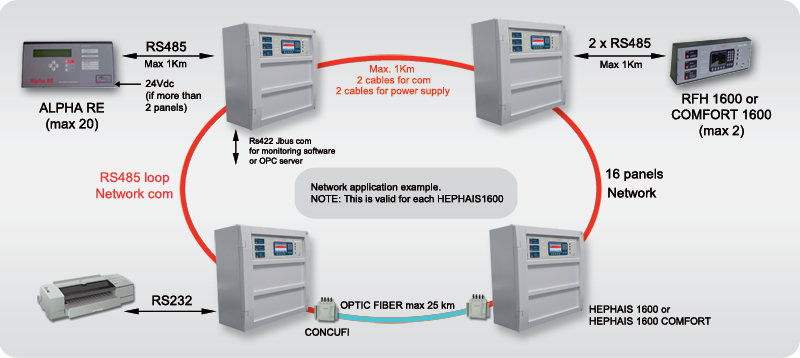 RS485
Max 1Km
2 x RS485
Max 1Km
Max. 1Km
2 cables for com
2 cables for power supply
Alpha RE
24Vdc
(if more than
2 panels)
ALPHA RE
(max 20)
RFH 1600 or
COMFORT 1600
(max 2)
Rs422 Jbus com
for monitoring software
or OPC server
RS485 loop
Network com
16 panels
Network
Network application example.
NOTE: This is valid for each HEPHAIS1600
RS232
OPTIC FIBER max 25 km
CONCUFI
HEPHAIS 1600 or
HEPHAIS 1600 COMFORT